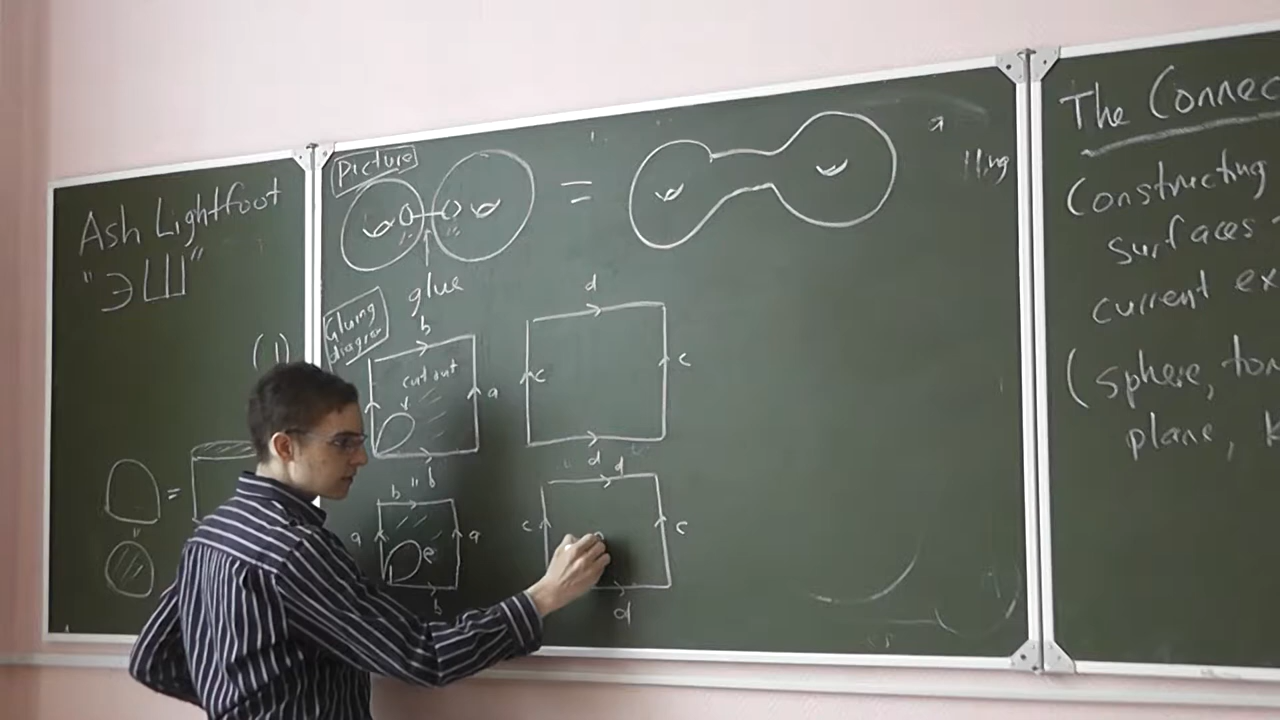 Ash Lightfoot
"ЭШ"
(1)
=
"
Picture
=
" "
glue
Gluing
diagram
b
cut out
a
b
"
b
a
e
a
b
d
c
c
d
d
c
c
d
The Connec
Constructing
surfaces
current ex
(sphere, tor
plane, K